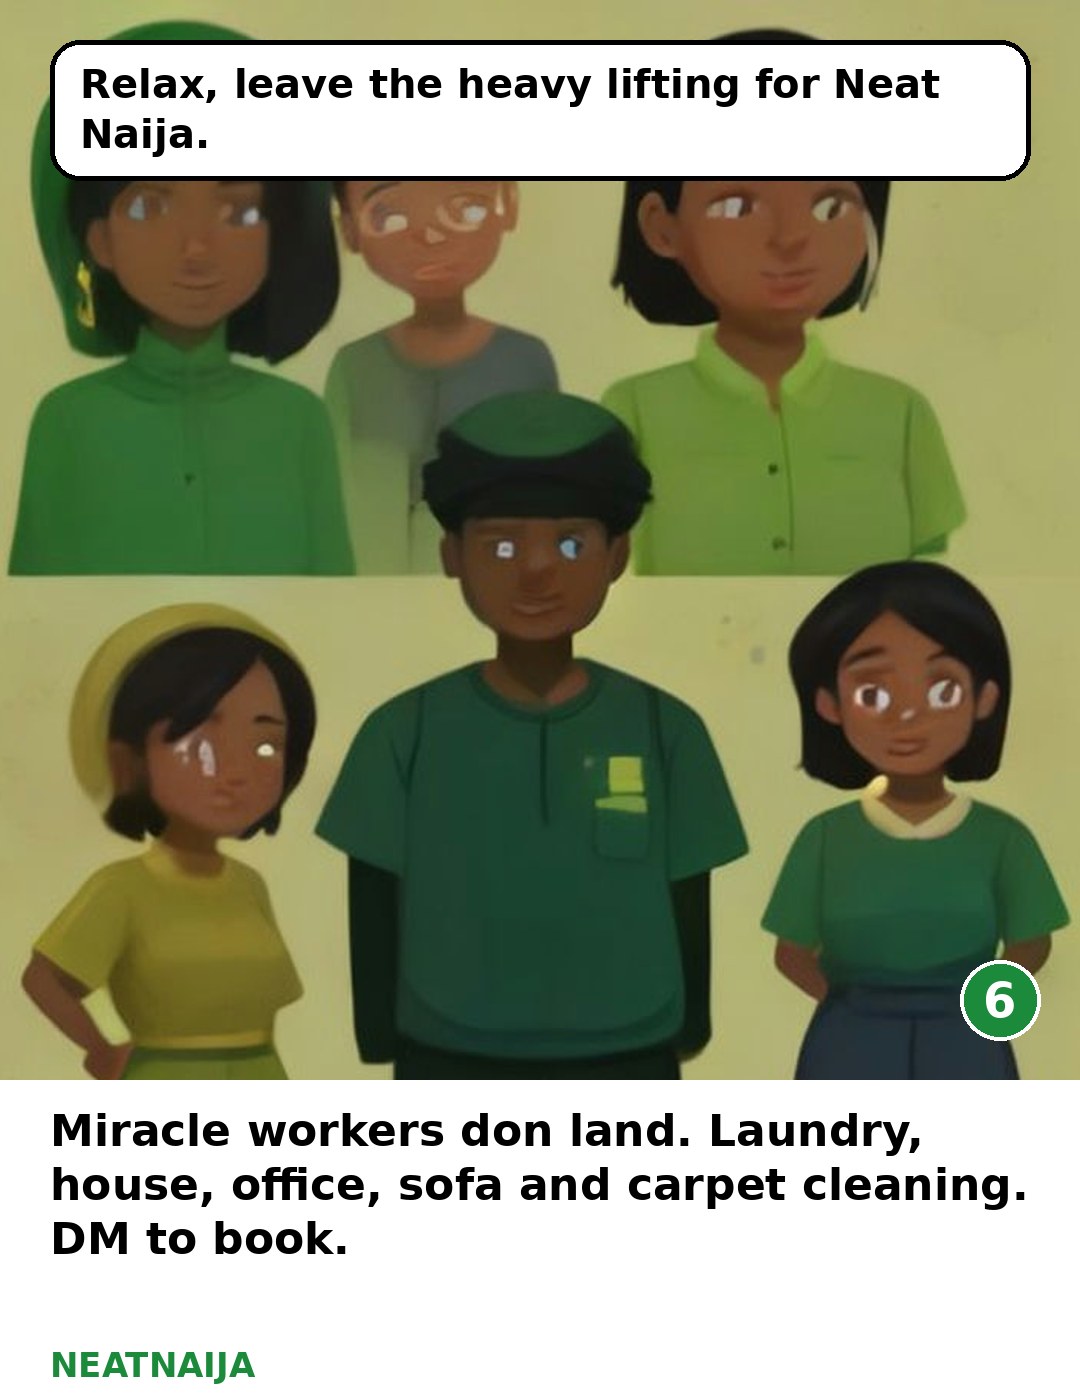 Relax, leave the heavy lifting for Neat
Naija.
6
Miracle workers don land. Laundry,
house, office, sofa and carpet cleaning.
DM to book.
NEATNAIJA